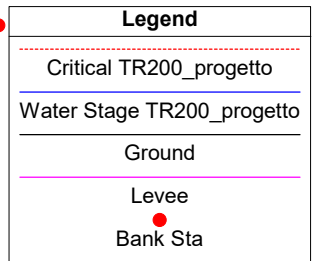 Legend
Critical TR200_progetto
Water Stage TR200_progetto
Ground
Levee
Bank Sta